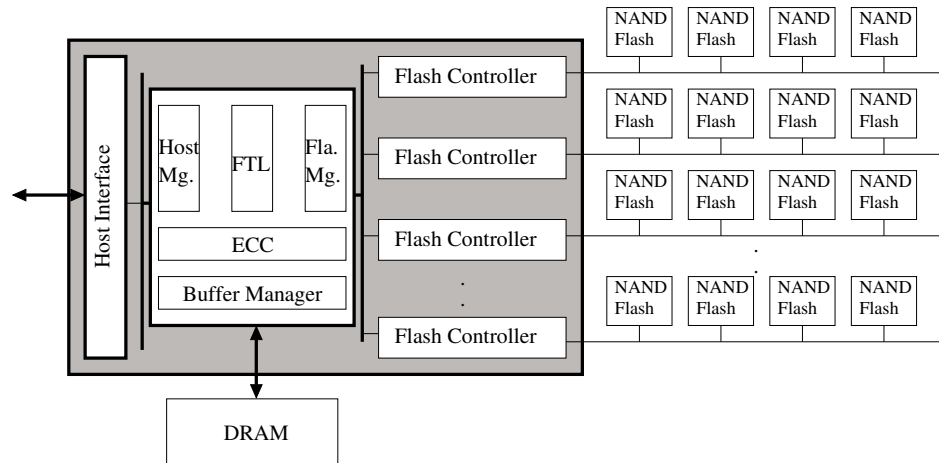 NAND NAND NAND NAND
Flash Flash Flash Flash
Flash Controller
NAND NAND NAND NAND
Flash Flash Flash Flash
Host Mg.
FTL
Fla. Mg.
Flash Controller
Host Interface
NAND NAND NAND NAND
Flash Flash Flash Flash
ECC
Flash Controller
Buffer Manager
NAND NAND NAND NAND
Flash Flash Flash Flash
Flash Controller
DRAM